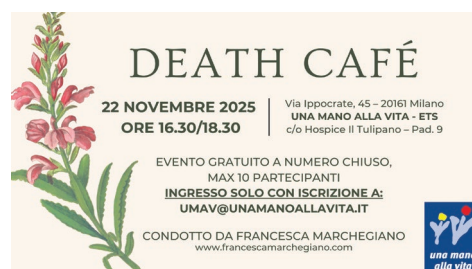 DEATH CAFÉ
22 NOVEMBRE 2025
ORE 16.30/18.30
Via Ippocrate, 45 – 20161 Milano
UNA MANO ALLA VITA - ETS
c/o Hospice Il Tulipano – Pad. 9
EVENTO GRATUITO A NUMERO CHIUSO,
MAX 10 PARTECIPANTI
INGRESSO SOLO CON ISCRIZIONE A:
UMAV@UNAMANOALLAVITA.IT
CONDOTTO DA FRANCESCA MARCHEGIANO
www.francescamarchegiano.com
una mano
alla vita